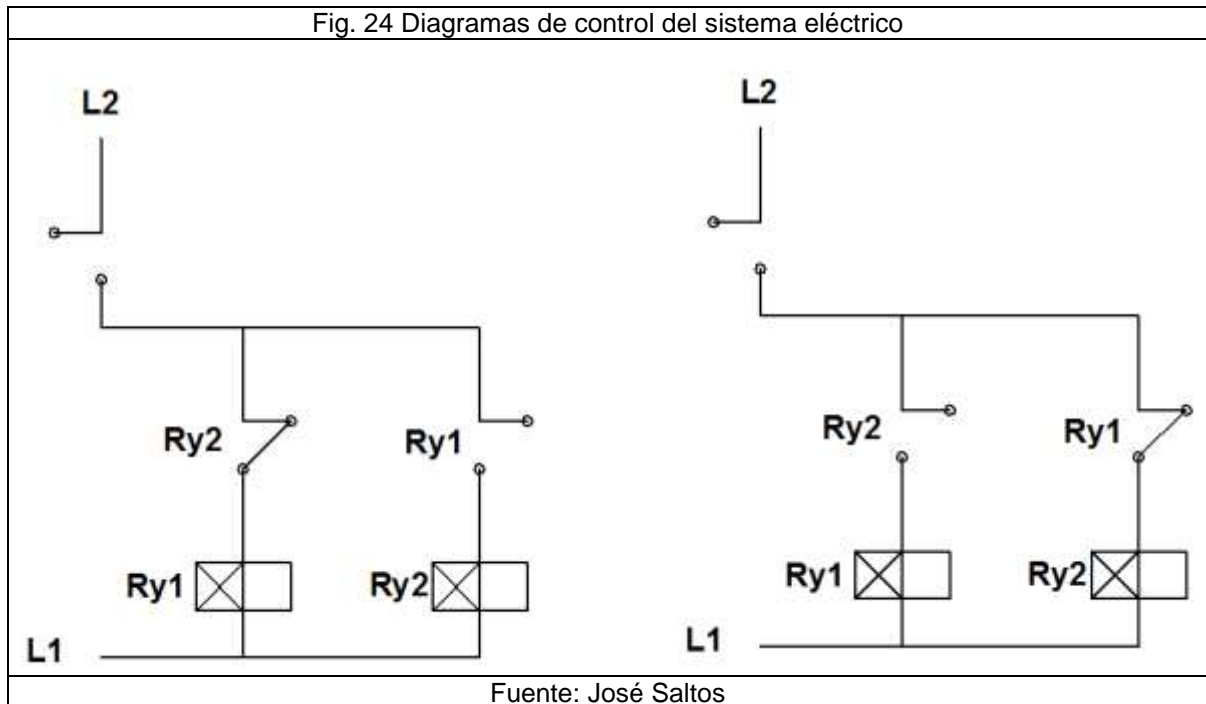 Fig. 24 Diagramas de control del sistema eléctrico
L2
Ry2
Ry1
Ry1
Ry2
L1
L2
Ry2
Ry1
Ry1
Ry2
L1
Fuente: José Saltos